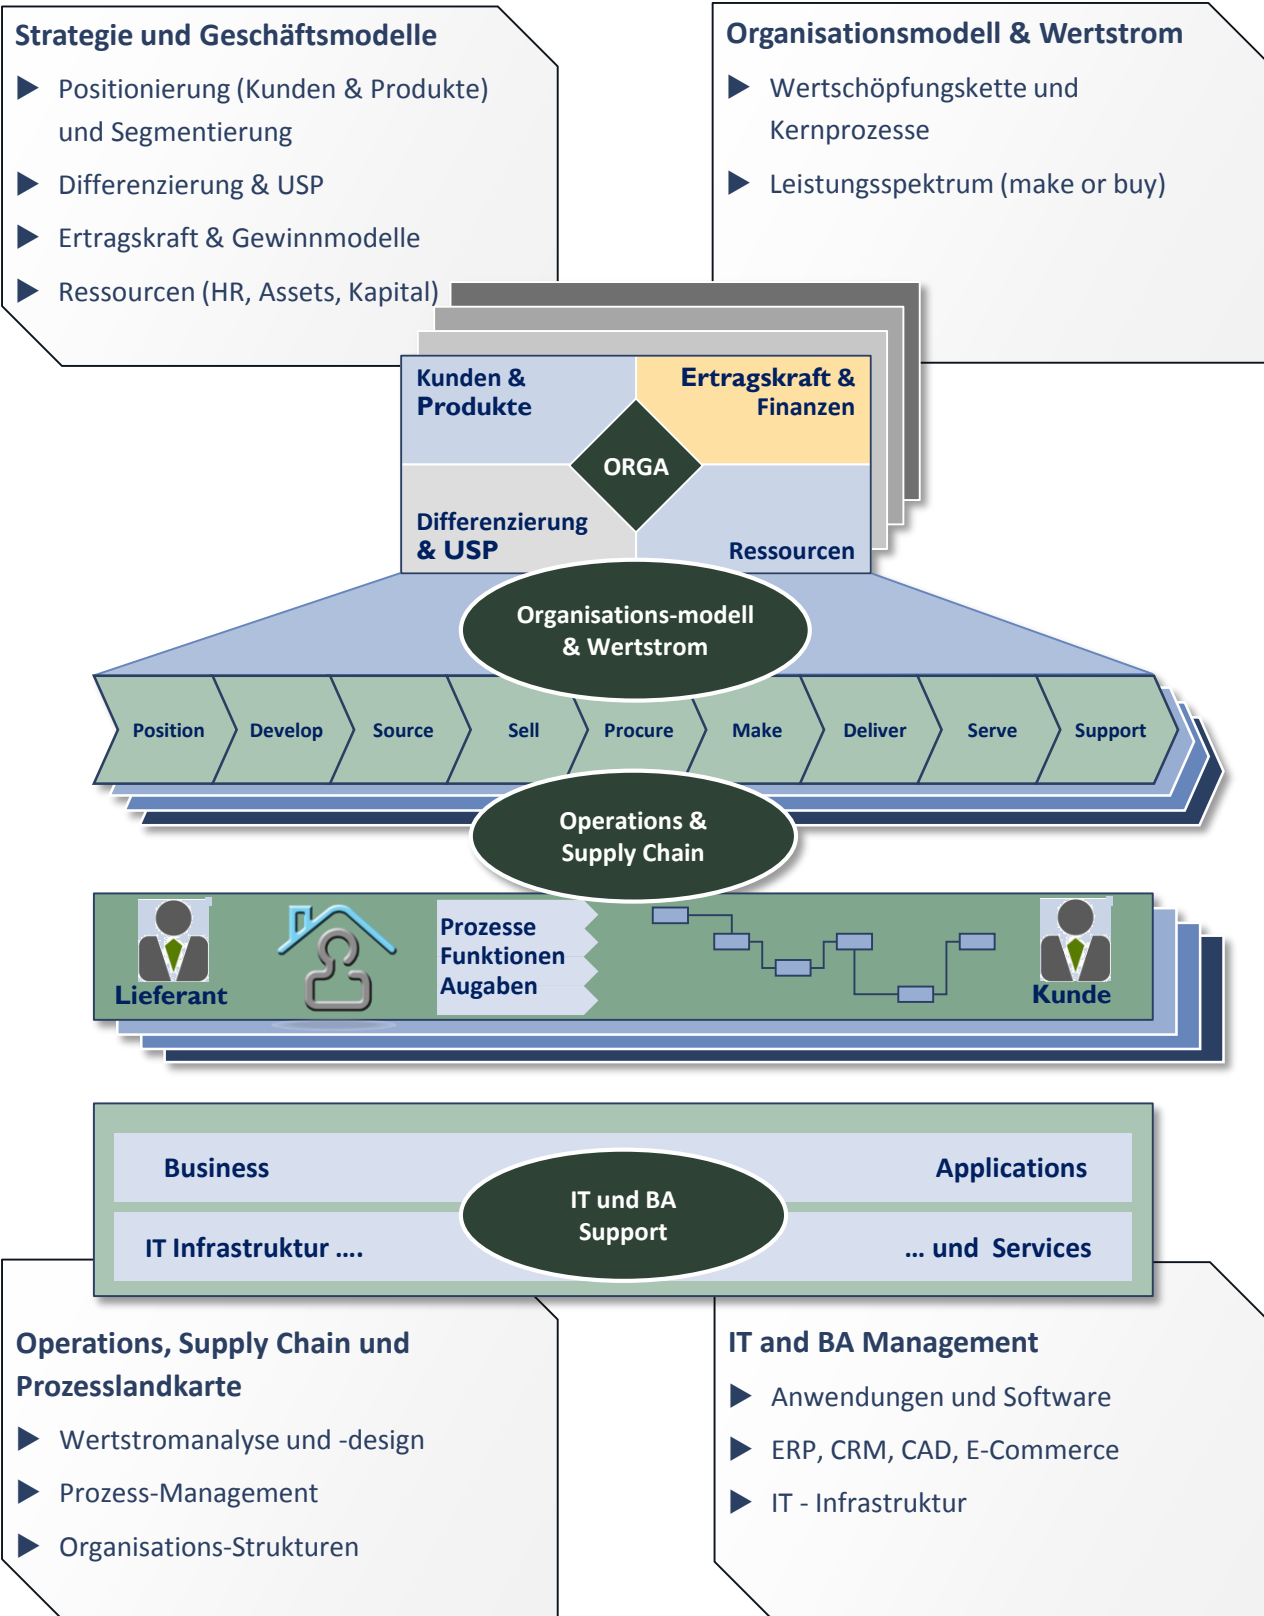 Strategie und Geschäftsmodelle
Positionierung (Kunden & Produkte)
und Segmentierung
Differenzierung & USP
Ertragskraft & Gewinnmodelle
Ressourcen (HR, Assets, Kapital)
Organisationsmodell & Wertstrom
Wertschöpfungskette und
Kernprozesse
Leistungsspektrum (make or buy)
Kunden &
Produkte
Ertragskraft &
Finanzen
ORGA
Differenzierung
& USP
Ressourcen
Organisations-modell
& Wertstrom
Position
Develop
Source
Sell
Procure
Make
Deliver
Serve
Support
Operations &
Supply Chain
Lieferant
Prozesse
Funktionen
Augaben
Kunde
Business
Applications
IT und BA
Support
IT Infrastruktur ....
... und Services
Operations, Supply Chain und
Prozesslandkarte
Wertstromanalyse und -design
Prozess-Management
Organisations-Strukturen
IT and BA Management
Anwendungen und Software
ERP, CRM, CAD, E-Commerce
IT - Infrastruktur